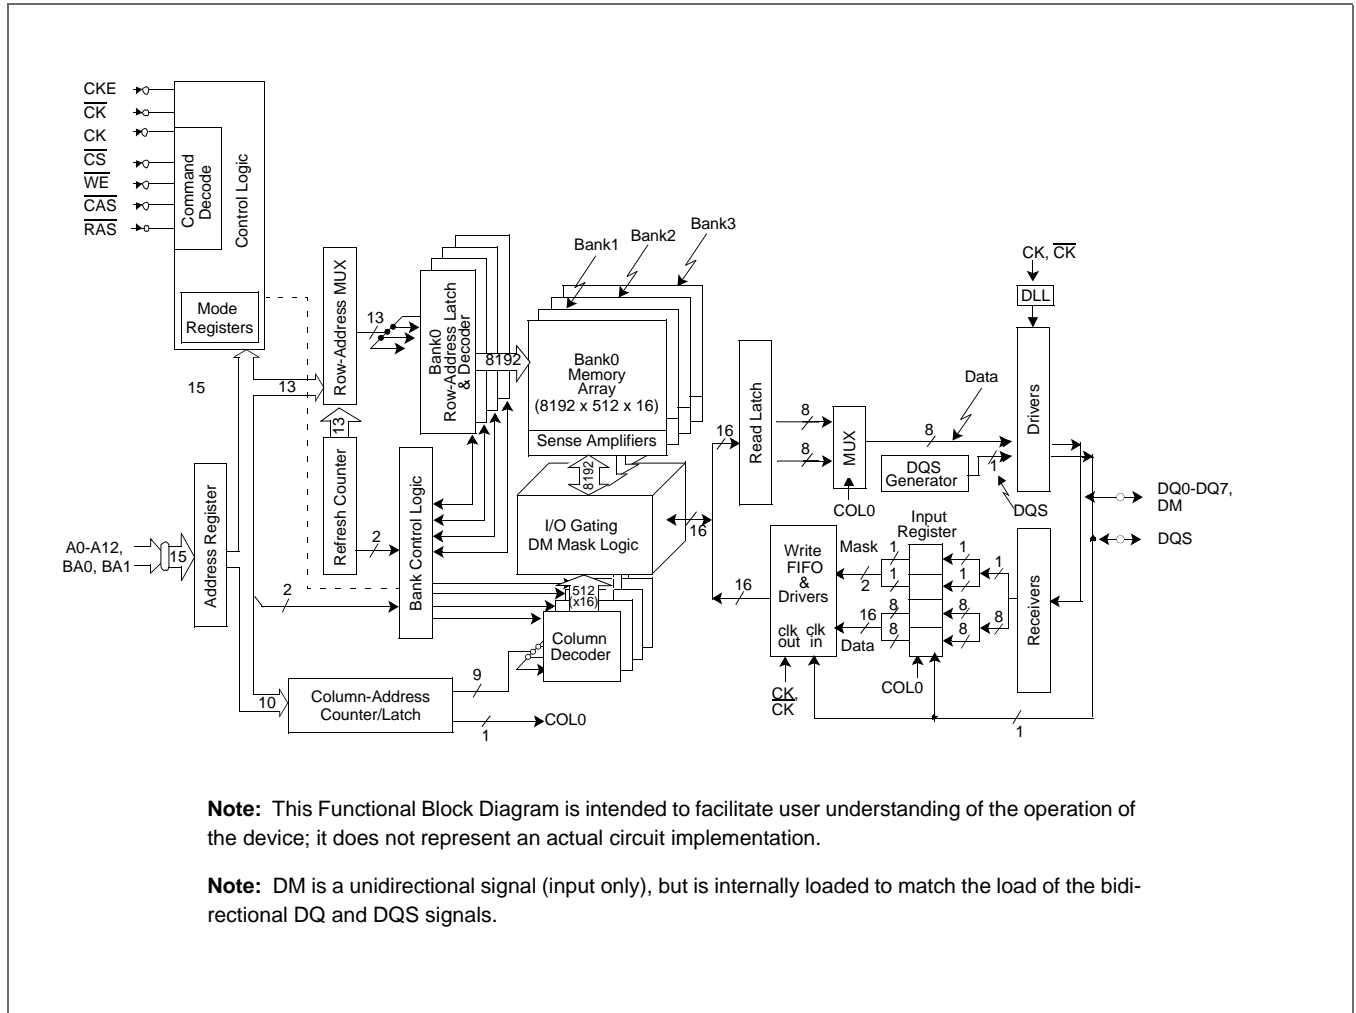 CKE
CK
CK
CS
WE
CAS
RAS
Command
Decode
Control Logic
Mode
Registers
15
13
Row-Address MUX
13
Refresh Counter
13
Bank0
Row-Address Latch
& Decoder
8192
Bank1
Bank2
Bank3
Bank0
Memory
Array
(8192 x 512 x 16)
Sense Amplifiers
8192
I/O Gating
DM Mask Logic
16
16
16
Read Latch
8
8
MUX
COL0
8
Data
DQS
Generator
1
DQS
CK, CK
DLL
Drivers
DQ0-DQ7,
DM
DQS
A0-A12,
BA0, BA1
15
Address Register
2
2
Bank Control Logic
512
(x16)
Column
Decoder
10
Column-Address
Counter/Latch
9
1
COL0
Write
FIFO
&
Drivers
clk
out
clk
in
CK,
CK
Mask
2
16
Data
Input
Register
1
1
8
8
1
1
8
8
1
8
COL0
Receivers
1
Note: This Functional Block Diagram is intended to facilitate user understanding of the operation of
the device; it does not represent an actual circuit implementation.
Note: DM is a unidirectional signal (input only), but is internally loaded to match the load of the bidi-
rectional DQ and DQS signals.